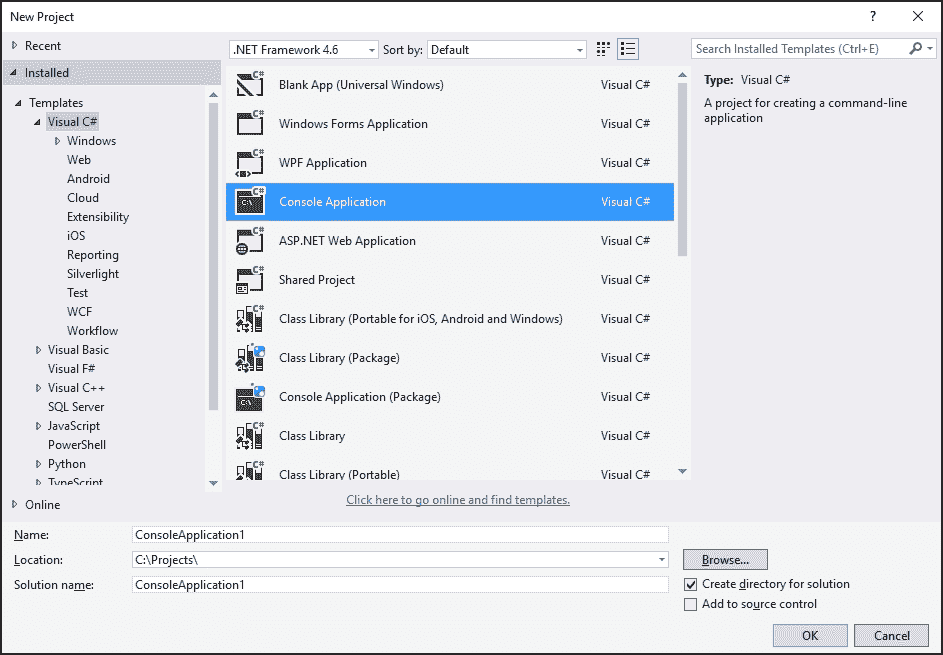 New Project
?
Recent
.NET Framework 4.6
Sort by:
Default
Search Installed Templates (Ctrl+E)
Installed
Templates
Visual C#
Windows
Web
Android
Cloud
Extensibility
iOS
Reporting
Silverlight
Test
WCF
Workflow
Visual Basic
Visual F#
Visual C++
SQL Server
JavaScript
PowerShell
Python
TypeScript
Online
Blank App (Universal Windows) Visual C#
Windows Forms Application Visual C#
WPF Application Visual C#
Console Application Visual C#
ASP.NET Web Application Visual C#
Shared Project Visual C#
Class Library (Portable for iOS, Android and Windows) Visual C#
Class Library (Package) Visual C#
Console Application (Package) Visual C#
Class Library Visual C#
Class Library (Portable) Visual C#
Click here to go online and find templates.
Type: Visual C#
A project for creating a command-line
application
Name: ConsoleApplication1
Location: C:\Projects\
Browse...
Solution name: ConsoleApplication1
Create directory for solution
Add to source control
OK
Cancel